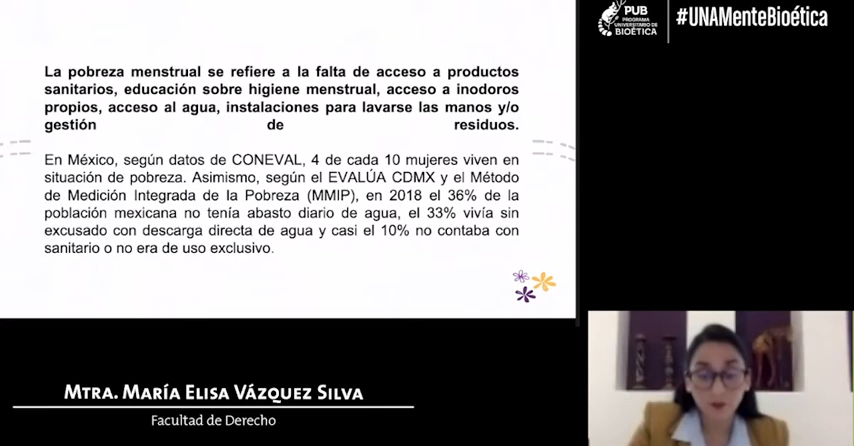 La pobreza menstrual se refiere a la falta de acceso a productos
sanitarios, educación sobre higiene menstrual, acceso a inodoros
propios, acceso al agua, instalaciones para lavarse las manos y/o
gestión de residuos.
En México, según datos de CONEVAL, 4 de cada 10 mujeres viven en
situación de pobreza. Asimismo, según el EVALÚA CDMX y el Método
de Medición Integrada de la Pobreza (MMIP), en 2018 el 36% de la
población mexicana no tenía abasto diario de agua, el 33% vivía sin
excusado con descarga directa de agua y casi el 10% no contaba con
sanitario o no era de uso exclusivo.
PUB
PROGRAMA
UNIVERSITARIO DE
BIOÉTICA
#UNAMenteBioética
MTRA. MARÍA ELISA VÁZQUEZ SILVA
Facultad de Derecho